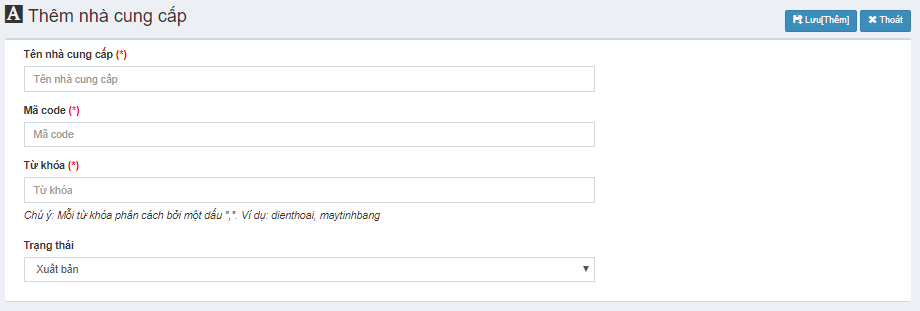 A Thêm nhà cung cấp
Lưu[Thêm]
Thoát
Tên nhà cung cấp (*)
Tên nhà cung cấp
Mã code (*)
Mã code
Từ khóa (*)
Từ khóa
Chú ý: Mỗi từ khóa phân cách bởi một dấu ",". Ví dụ: dienthoai, maytinhbang
Trạng thái
Xuất bản